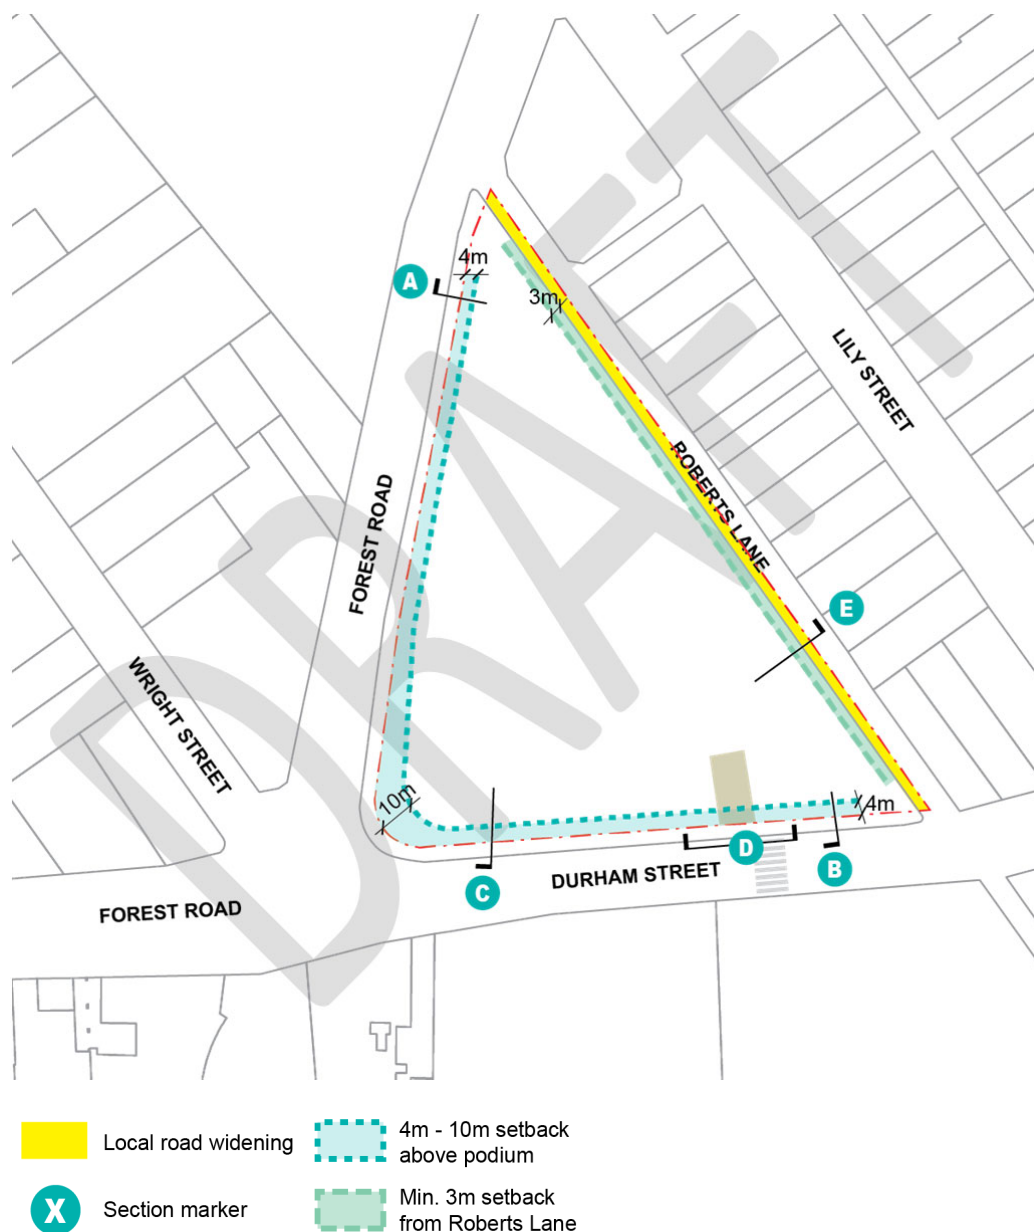 DRAFT
4m
A
3m
LILY STREET
ROBERTS LANE
FOREST ROAD
E
WRIGHT STREET
10m
4m
D
B
C
DURHAM STREET
FOREST ROAD
Local road widening
4m - 10m setback
above podium
X
Section marker
Min. 3m setback
from Roberts Lane